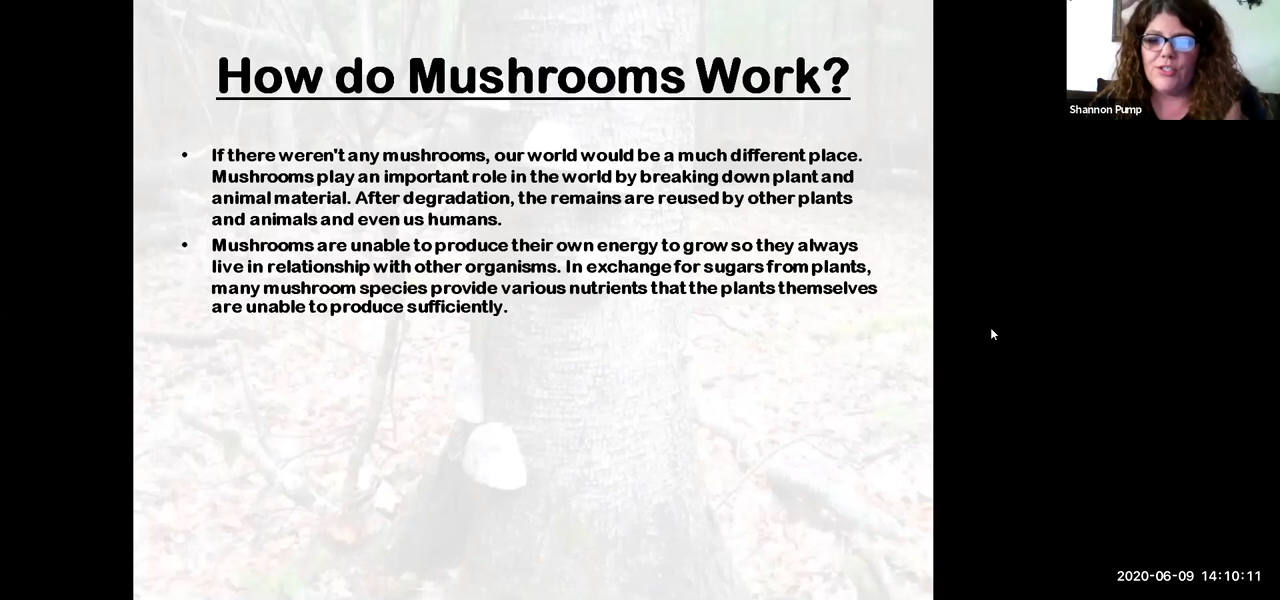 How do Mushrooms Work?
• If there weren't any mushrooms, our world would be a much different place.
Mushrooms play an important role in the world by breaking down plant and
animal material. After degradation, the remains are reused by other plants
and animals and even us humans.
• Mushrooms are unable to produce their own energy to grow so they always
live in relationship with other organisms. In exchange for sugars from plants,
many mushroom species provide various nutrients that the plants themselves
are unable to produce sufficiently.
Shannon Pump
2020-06-09 14:10:11